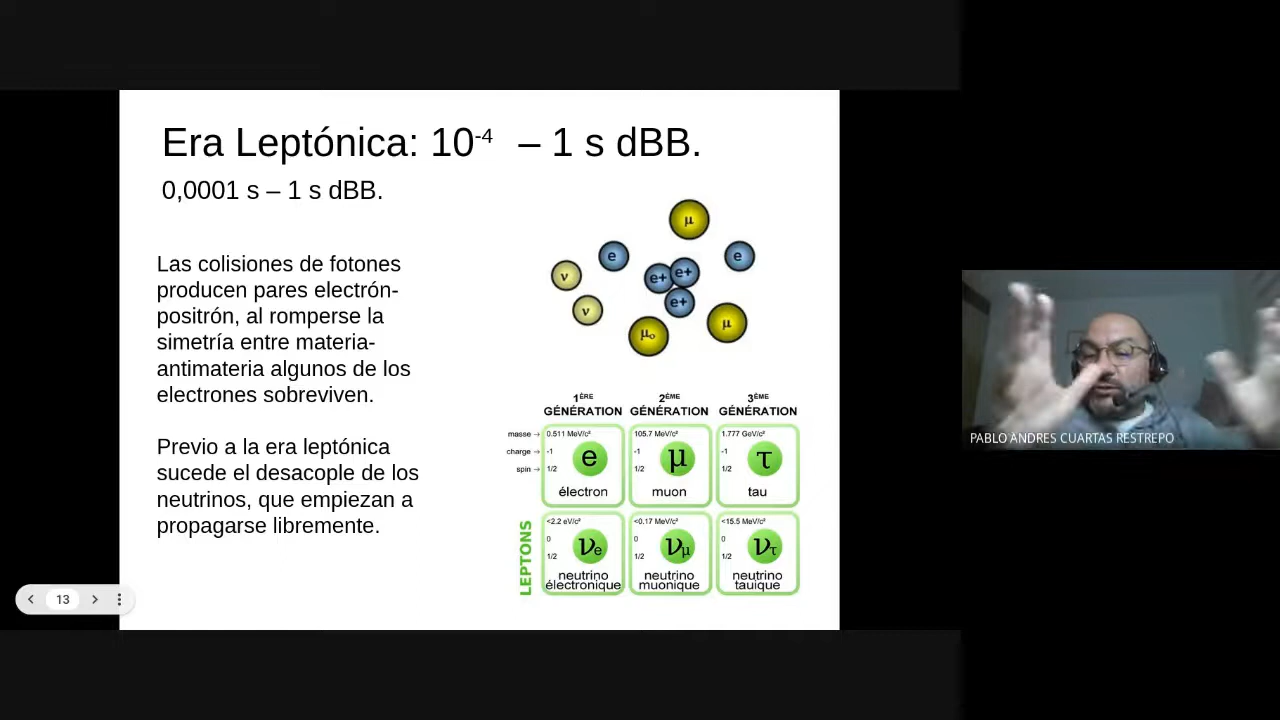 Era Leptónica: 10-4 – 1 s dBB.
0,0001 s – 1 s dBB.
Las colisiones de fotones
producen pares electrón-
positrón, al romperse la
simetría entre materia-
antimateria algunos de los
electrones sobreviven.
Previo a la era leptónica
sucede el desacople de los
neutrinos, que empiezan a
propagarse libremente.
μ
e
e
ν
e+
e+
ν
e+
μ₀
μ
1ÈRE 2ÈME 3ÈME
GÉNÉRATION GÉNÉRATION GÉNÉRATION
masse → 0.511 MeV/c² 105.7 MeV/c² 1.777 GeV/c²
charge → -1 -1 -1
e μ τ
spin → 1/2 1/2 1/2
électron muon tau
LEPTONS
<2.2 eV/c² <0.17 MeV/c² <15.5 MeV/c²
0 0 0
νe νμ ντ
1/2 1/2 1/2
neutrino neutrino neutrino
électronique muonique tauique
13
PABLO ANDRES CUARTAS RESTREPO